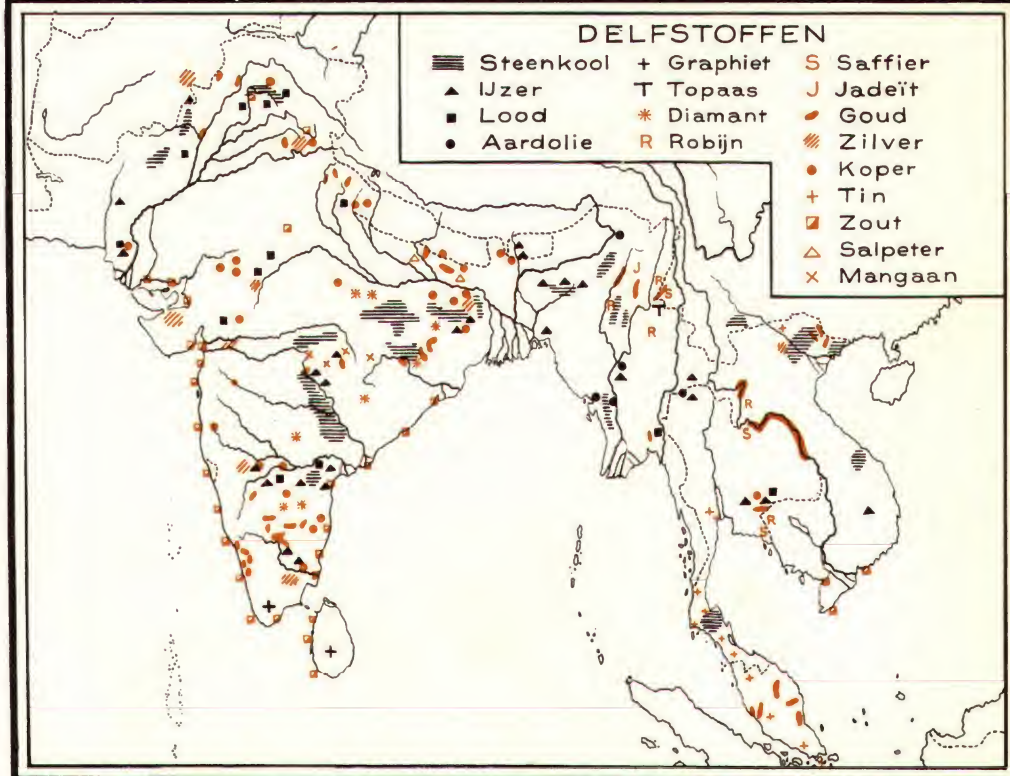 DELFSTOFFEN
Steenkool
IJzer
Lood
Aardolie
+ Graphiet
T Topaas
Diamant
R Robijn
S Saffier
J Jadeït
Goud
Zilver
Koper
+ Tin
Zout
Salpeter
× Mangaan
J
R
S
R
T
R
R
S
R
S